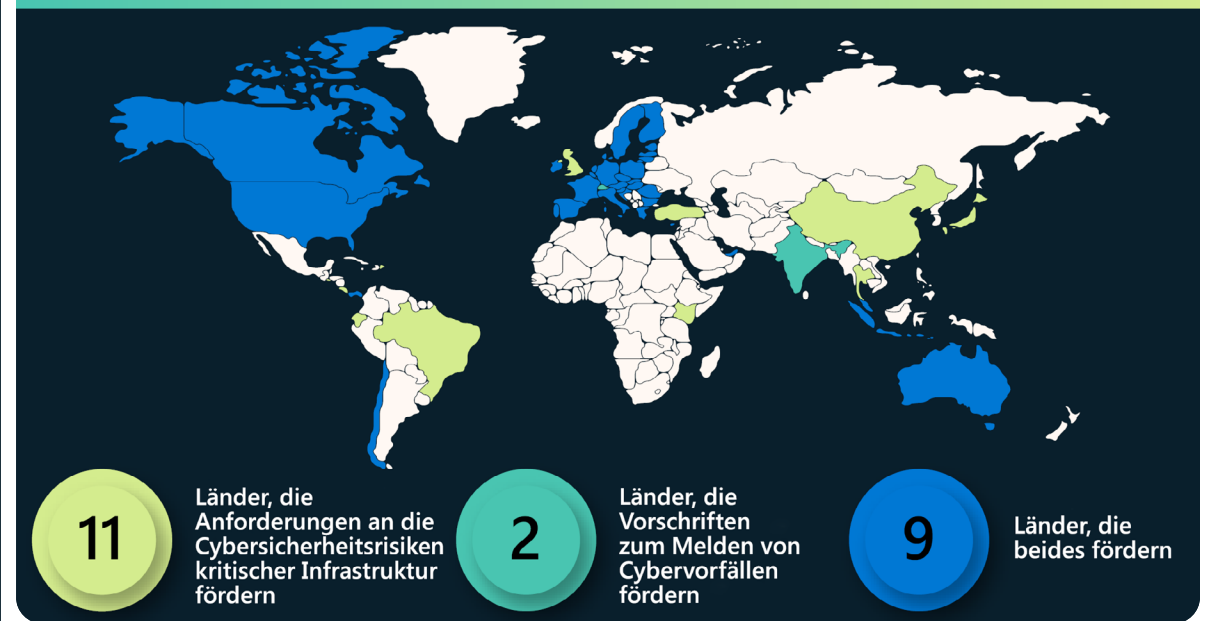 11
Länder, die
Anforderungen an die
Cybersicherheitsrisiken
kritischer Infrastruktur
fördern
2
Länder, die
Vorschriften
zum Melden von
Cybervorfällen
fördern
9
Länder, die
beides fördern